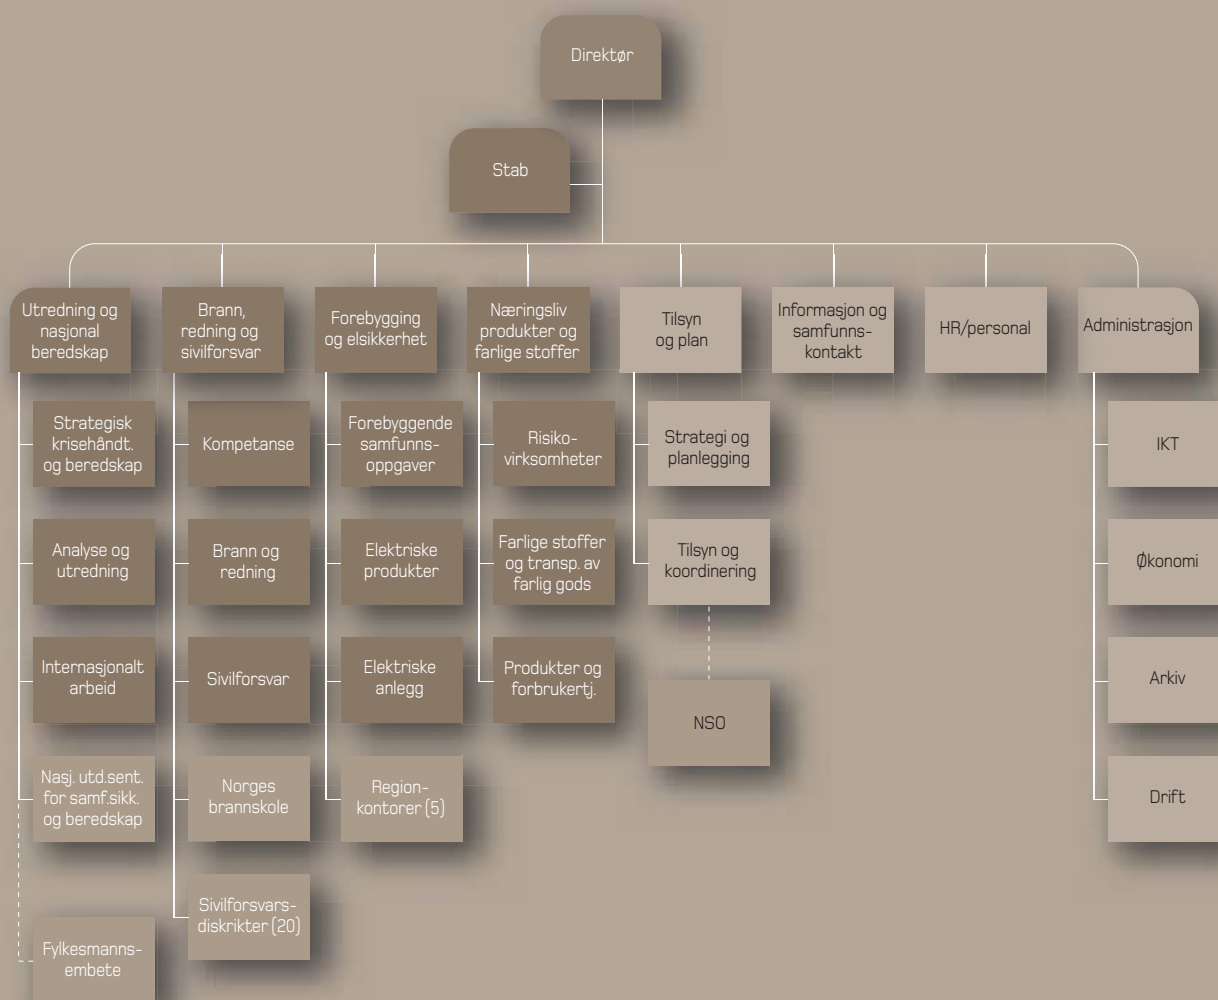 Direktør
Stab
Utredning og
nasjonal
beredskap
Brann,
redning og
sivilforsvar
Forebygging
og elsikkerhet
Næringsliv
produkter og
farlige stoffer
Tilsyn
og plan
Informasjon og
samfunns-
kontakt
HR/personal
Administrasjon
Strategisk
krisehåndt.
og beredskap
Kompetanse
Forebyggende
samfunns-
oppgaver
Risiko-
virksomheter
Strategi og
planlegging
IKT
Analyse og
utredning
Brann og
redning
Elektriske
produkter
Farlige stoffer
og transp. av
farlig gods
Tilsyn og
koordinering
Økonomi
Internasjonalt
arbeid
Sivilforsvar
Elektriske
anlegg
Produkter og
forbrukertj.
NSO
Arkiv
Nasj. utd.sent.
for samf.sikk.
og beredskap
Norges
brannskole
Region-
kontorer (5)
Drift
Sivilforsvars-
diskrikter (20)
Fylkesmanns-
embete